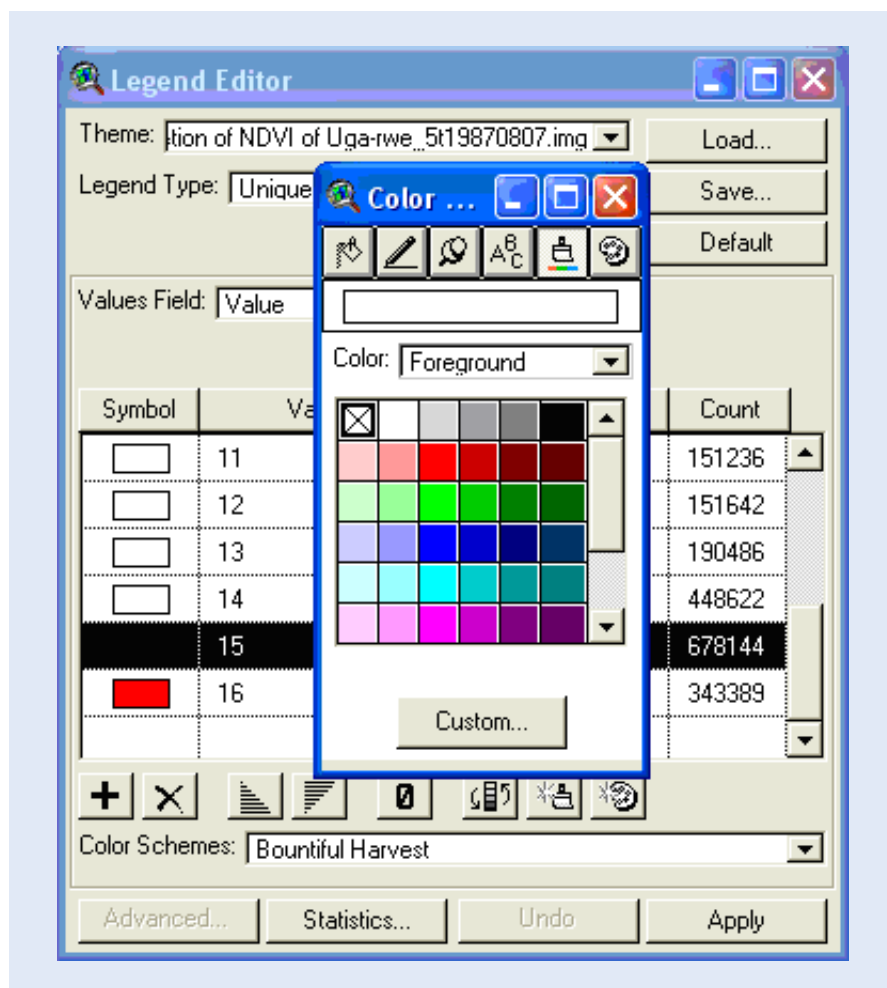 Legend Editor
Theme: tion of NDVI of Uga-rwe_5t19870807.img
Load...
Legend Type: Unique
Save...
Default
Color ...
Values Field: Value
Color: Foreground
Symbol Va Count
11 151236
12 151642
13 190486
14 448622
15 678144
16 343389
Custom...
Color Schemes: Bountiful Harvest
Advanced... Statistics... Undo Apply